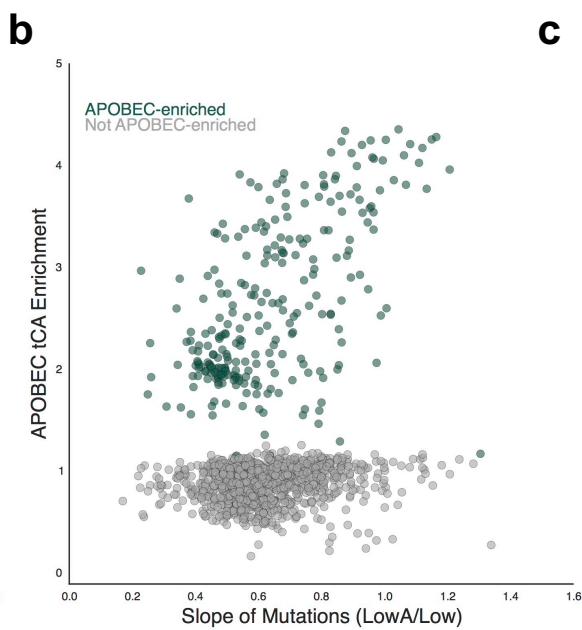 b
c
5
4
3
2
1
0
APOBEC tCA Enrichment
APOBEC-enriched
Not APOBEC-enriched
0.0 0.2 0.4 0.6 0.8 1.0 1.2 1.4 1.6
Slope of Mutations (LowA/Low)